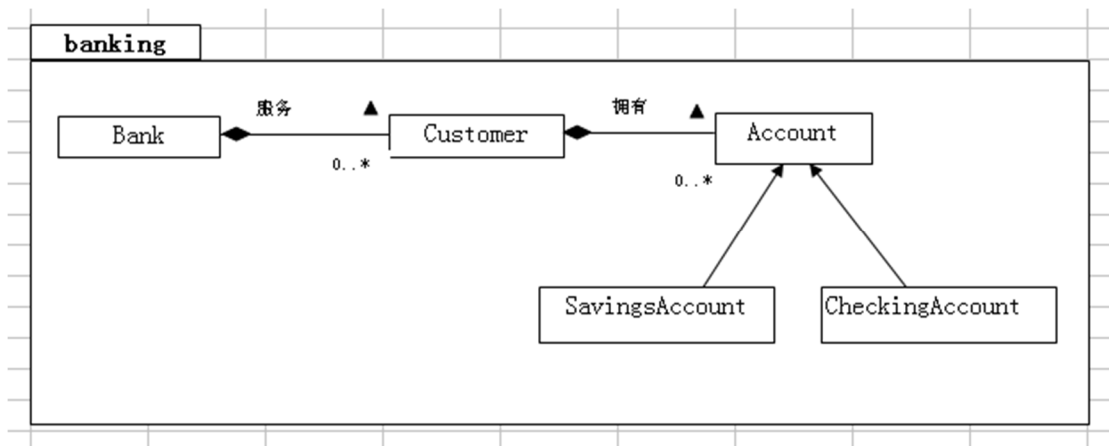 banking
服务
拥有
Bank
Customer
Account
0..*
0..*
SavingsAccount
CheckingAccount